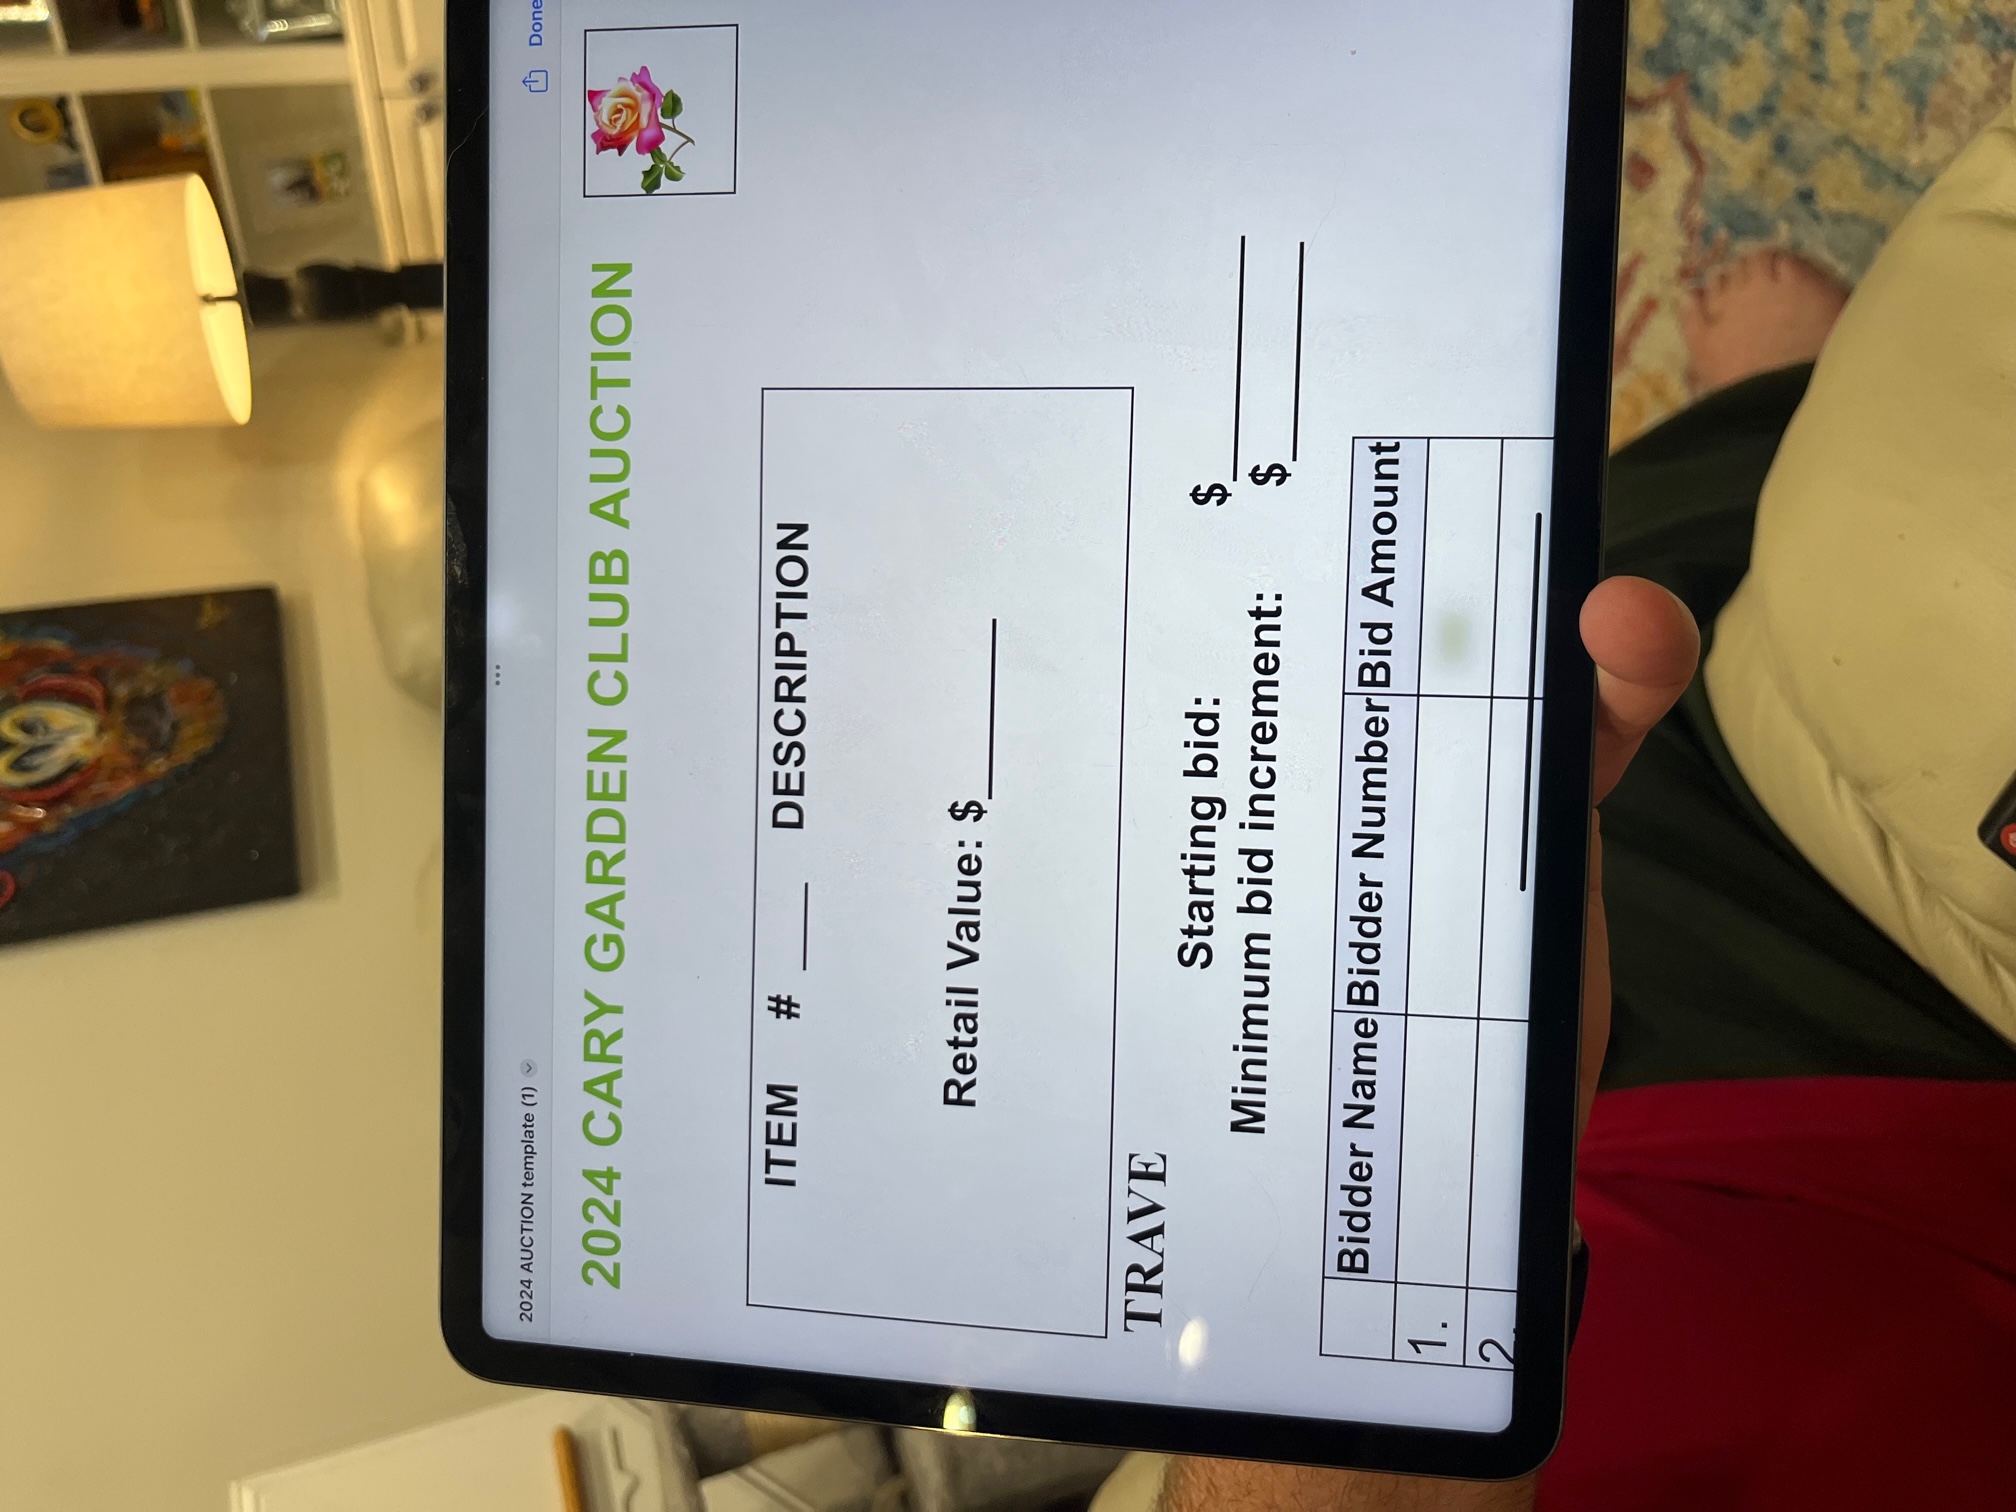 2024 AUCTION template (1)
Done
2024 CARY GARDEN CLUB AUCTION
ITEM # ____ DESCRIPTION
Retail Value: $________
TRAVE
Starting bid: $___________
Minimum bid increment: $__________
Bidder Name Bidder Number Bid Amount
1.
2.